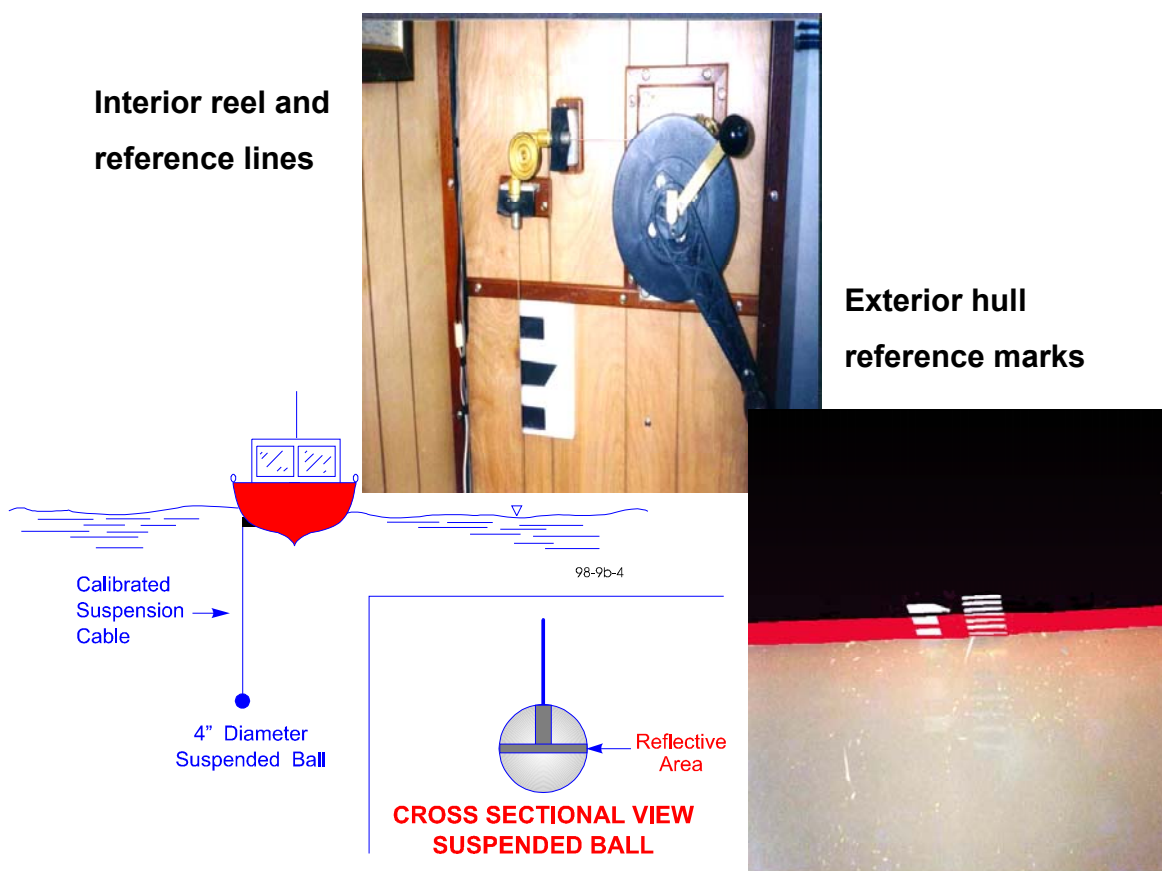 Interior reel and
reference lines
Exterior hull
reference marks
98-9b-4
Calibrated
Suspension
Cable
4” Diameter
Suspended Ball
Reflective
Area
CROSS SECTIONAL VIEW
SUSPENDED BALL